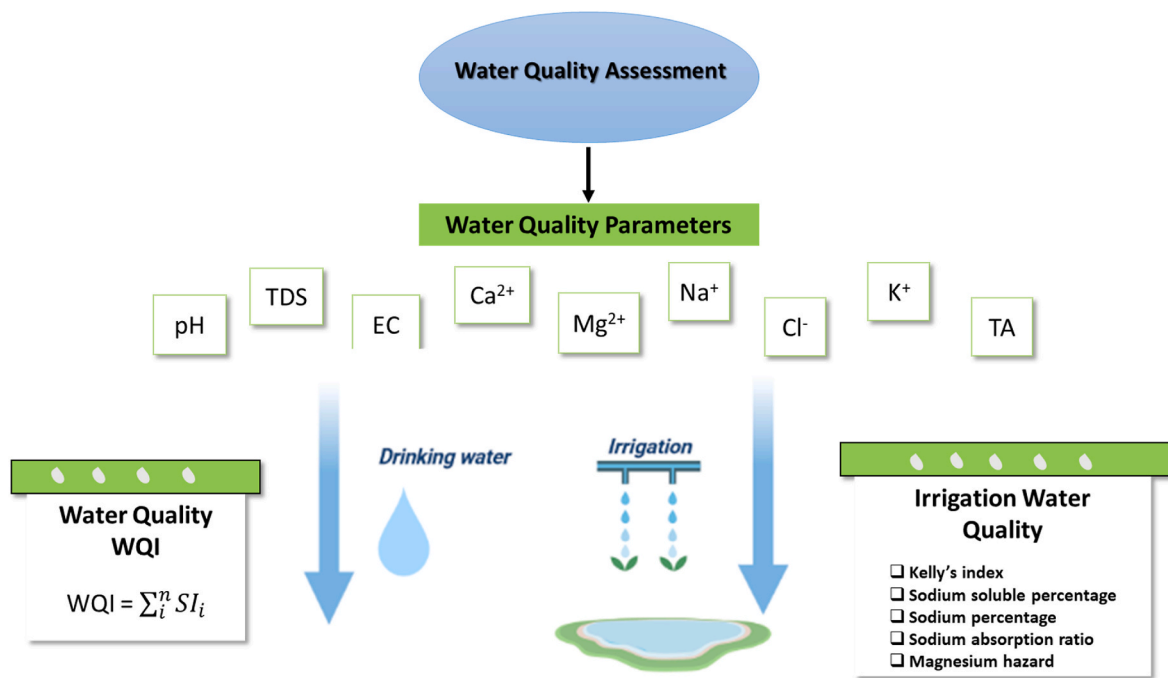 Water Quality Assessment
Water Quality Parameters
pH
TDS
EC
Ca²⁺
Mg²⁺
Na⁺
Cl⁻
K⁺
TA
Drinking water
Irrigation
Water Quality
WQI
WQI = ∑ᵢⁿ SIᵢ
Irrigation Water
Quality
❑ Kelly's index
❑ Sodium soluble percentage
❑ Sodium percentage
❑ Sodium absorption ratio
❑ Magnesium hazard